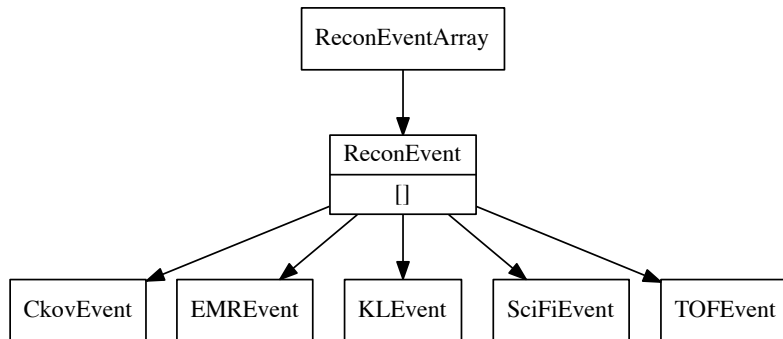 ReconEventArray
ReconEvent
[]
CkovEvent
EMREvent
KLEvent
SciFiEvent
TOFEvent